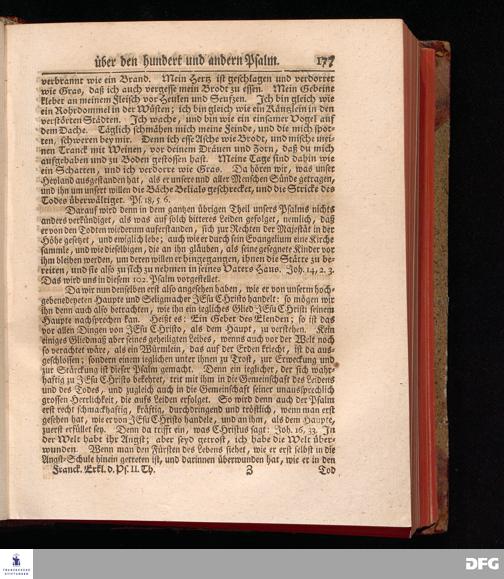 über den hundert und andern Psalm. 177
verbrannt wie ein Brand. Mein Hertz ist geschlagen und verdorret
wie Gras, daß ich auch vergesse mein Brodt zu essen. Mein Gebeine
klebet an meinem Fleisch vor Heulen und Seufzen. Ich bin gleich wie
ein Rohrdommel in der Wüsten; ich bin gleich wie ein Käuzlein in den
verstörten Städten. Ich wache, und bin wie ein einsamer Vogel auf
dem Dache. Täglich schmähen mich meine Feinde, und die mich spot-
ten, schweren bey mir. Denn ich esse Asche wie Brodt, und mische mei-
nen Tranck mit Weinen, vor deinem Dräuen und Zorn, daß du mich
aufgehaben und zu Boden gestossen hast. Meine Tage sind dahin wie
ein Schatten, und ich verdorre wie Gras. Da hören wir, was unser
Heyland ausgestanden hat, als er unsere und aller Menschen Sünde getragen,
und ihn um unsert willen die Bäche Belials geschrecket, und die Stricke des
Todes überwältiget. Ps. 18, 5. 6.
Darauf wird denn in dem gantzen übrigen Theil unsers Psalms nichts
anders verkündiget, als was auf solch bitteres Leiden gefolget, nemlich, daß
er von den Todten wiederum auferstanden, sich zur Rechten der Majestät in der
Höhe gesetzet, und ewiglich lebe; auch wie er durch sein Evangelium eine Kirche
sammle, und wie dieselbigen, die an ihn gläuben, als seine gesegnete Kinder vor
ihm bleiben werden, um deren willen er hingegangen, ihnen die Stätte zu be-
reiten, und sie also zu sich zu nehmen in seines Vaters Haus. Joh. 14, 2. 3.
Das wird uns in diesem 102. Psalm vorgestellet.
Da wir nun denselben erst also angesehen haben, wie er von unserm hoch-
gebenedeyeten Haupte und Seligmacher JEsu Christo handelt: so mögen wir
ihn denn auch also betrachten, wie ihn ein iegliches Glied JEsu Christi seinem
Haupte nachsprechen kan. Heißt es: Ein Gebet des Elenden; so ist das
vor allen Dingen von JEsu Christo, als dem Haupt, zu verstehen. Kein
einiges Gliedmaß aber seines geheiligten Leibes, wenns auch vor der Welt noch
so verachtet wäre, als ein Würmlein, das auf der Erden kriecht, ist da aus-
geschlossen; sondern einem ieglichen unter ihnen zu Trost, zur Erweckung und
zur Stärckung ist dieser Psalm gemacht. Denn ein ieglicher, der sich wahr-
haftig zu JEsu Christo bekehret, trit mit ihm in die Gemeinschaft des Leidens
und des Todes, und zugleich auch in die Gemeinschaft seiner unaussprechlich
grossen Herrlichkeit, die aufs Leiden erfolget. So wird denn auch der Psalm
erst recht schmackhaftig, kräftig, durchdringend und tröstlich, wenn man erst
gesehen hat, wie er von JEsu Christo handele, und an ihm, als dem Haupte,
zuerst erfüllet sey. Denn da trifft ein, was Christus sagt: Joh. 16, 33. In
der Welt habt ihr Angst; aber seyd getrost, ich habe die Welt über-
wunden. Wenn man den Fürsten des Lebens siehet, wie er erst selbst in die
Angst-Schule hinein getreten ist, und darinnen überwunden hat, wie er in den
Franck. Erkl. d. Ps. II. Th. Z Tod
FRANCKESCHE
STIFTUNGEN
DFG